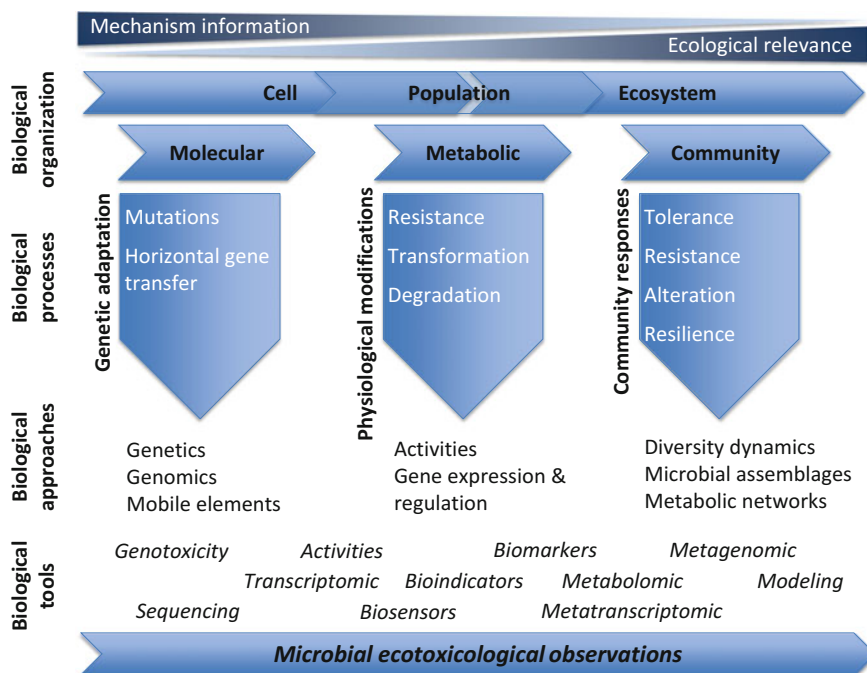 Mechanism information
Ecological relevance
Biological
organization
Cell
Population
Ecosystem
Molecular
Metabolic
Community
Biological
processes
Genetic adaptation
Mutations
Horizontal gene
transfer
Physiological modifications
Resistance
Transformation
Degradation
Community responses
Tolerance
Resistance
Alteration
Resilience
Biological
approaches
Genetics
Genomics
Mobile elements
Activities
Gene expression &
regulation
Diversity dynamics
Microbial assemblages
Metabolic networks
Biological
tools
Genotoxicity
Activities
Biomarkers
Metagenomic
Transcriptomic
Bioindicators
Metabolomic
Modeling
Sequencing
Biosensors
Metatranscriptomic
Microbial ecotoxicological observations